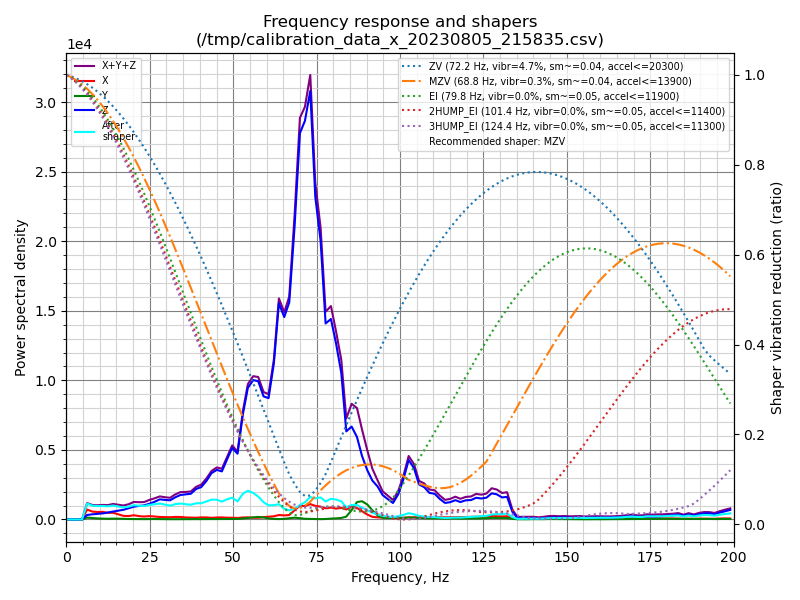 Frequency response and shapers
(/tmp/calibration_data_x_20230805_215835.csv)
1e4
X+Y+Z
X
Y
Z
After
shaper
ZV (72.2 Hz, vibr=4.7%, sm~=0.04, accel<=20300)
MZV (68.8 Hz, vibr=0.3%, sm~=0.04, accel<=13900)
EI (79.8 Hz, vibr=0.0%, sm~=0.05, accel<=11900)
2HUMP_EI (101.4 Hz, vibr=0.0%, sm~=0.05, accel<=11400)
3HUMP_EI (124.4 Hz, vibr=0.0%, sm~=0.05, accel<=11300)
Recommended shaper: MZV
Power spectral density
3.0
2.5
2.0
1.5
1.0
0.5
0.0
Shaper vibration reduction (ratio)
1.0
0.8
0.6
0.4
0.2
0.0
0 25 50 75 100 125 150 175 200
Frequency, Hz